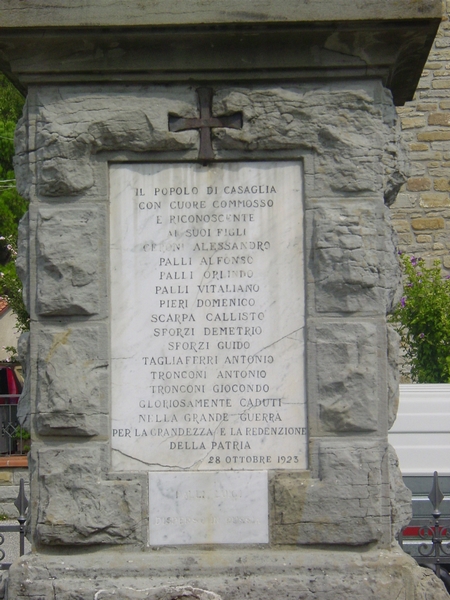 IL POPOLO DI CASAGLIA
CON CUORE COMMOSSO
E RICONOSCENTE
AI SUOI FIGLI
ALESSANDRO
PALLI ALFONSO
PALLI ORLINDO
PALLI VITALIANO
PIERI DOMENICO
SCARPA CALLISTO
SFORZI DEMETRIO
SFORZI GUIDO
TAGLIAFERRI ANTONIO
TRONCONI ANTONIO
TRONCONI GIOCONDO
GLORIOSAMENTE CADUTI
NELLA GRANDE GUERRA
PER LA GRANDEZZA E LA REDENZIONE
DELLA PATRIA
28 OTTOBRE 1923